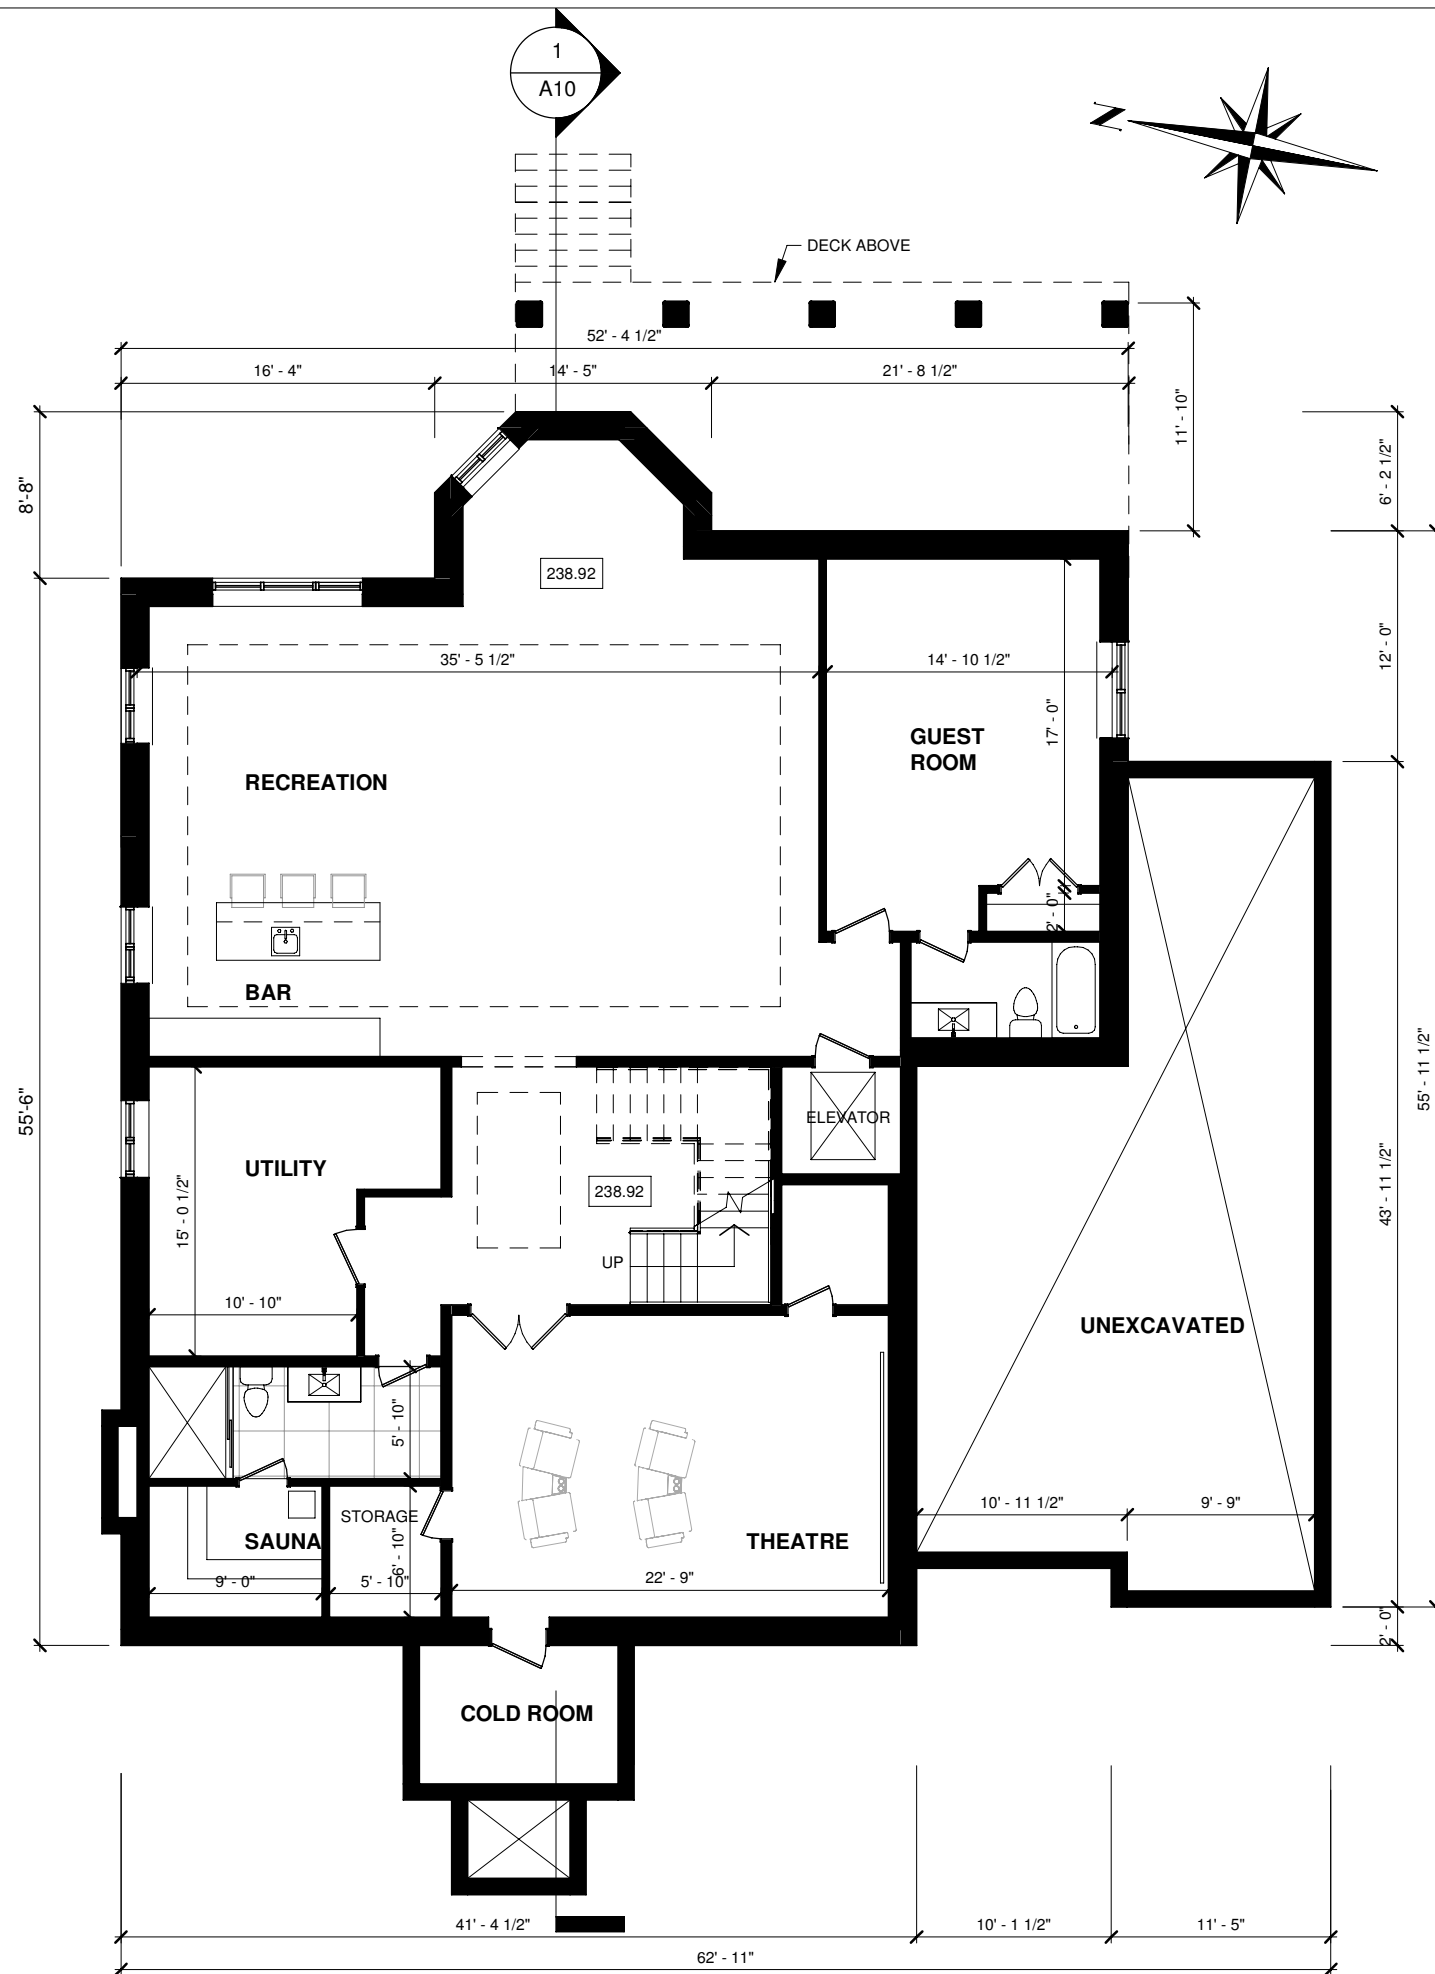 1
A10
N
DECK ABOVE
52' - 4 1/2"
16' - 4"
14' - 5"
21' - 8 1/2"
11' - 10"
8'-8"
6' - 2 1/2"
238.92
35' - 5 1/2"
14' - 10 1/2"
12' - 0"
17' - 0"
GUEST
ROOM
RECREATION
2' - 0"
BAR
ELEVATOR
55'-6"
55' - 11 1/2"
UTILITY
238.92
43' - 11 1/2"
15' - 0 1/2"
UP
10' - 10"
UNEXCAVATED
5' - 10"
10' - 11 1/2"
9' - 9"
STORAGE
SAUNA
THEATRE
6' - 10"
9' - 0"
5' - 10"
22' - 9"
2' - 0"
COLD ROOM
41' - 4 1/2"
10' - 1 1/2"
11' - 5"
62' - 11"